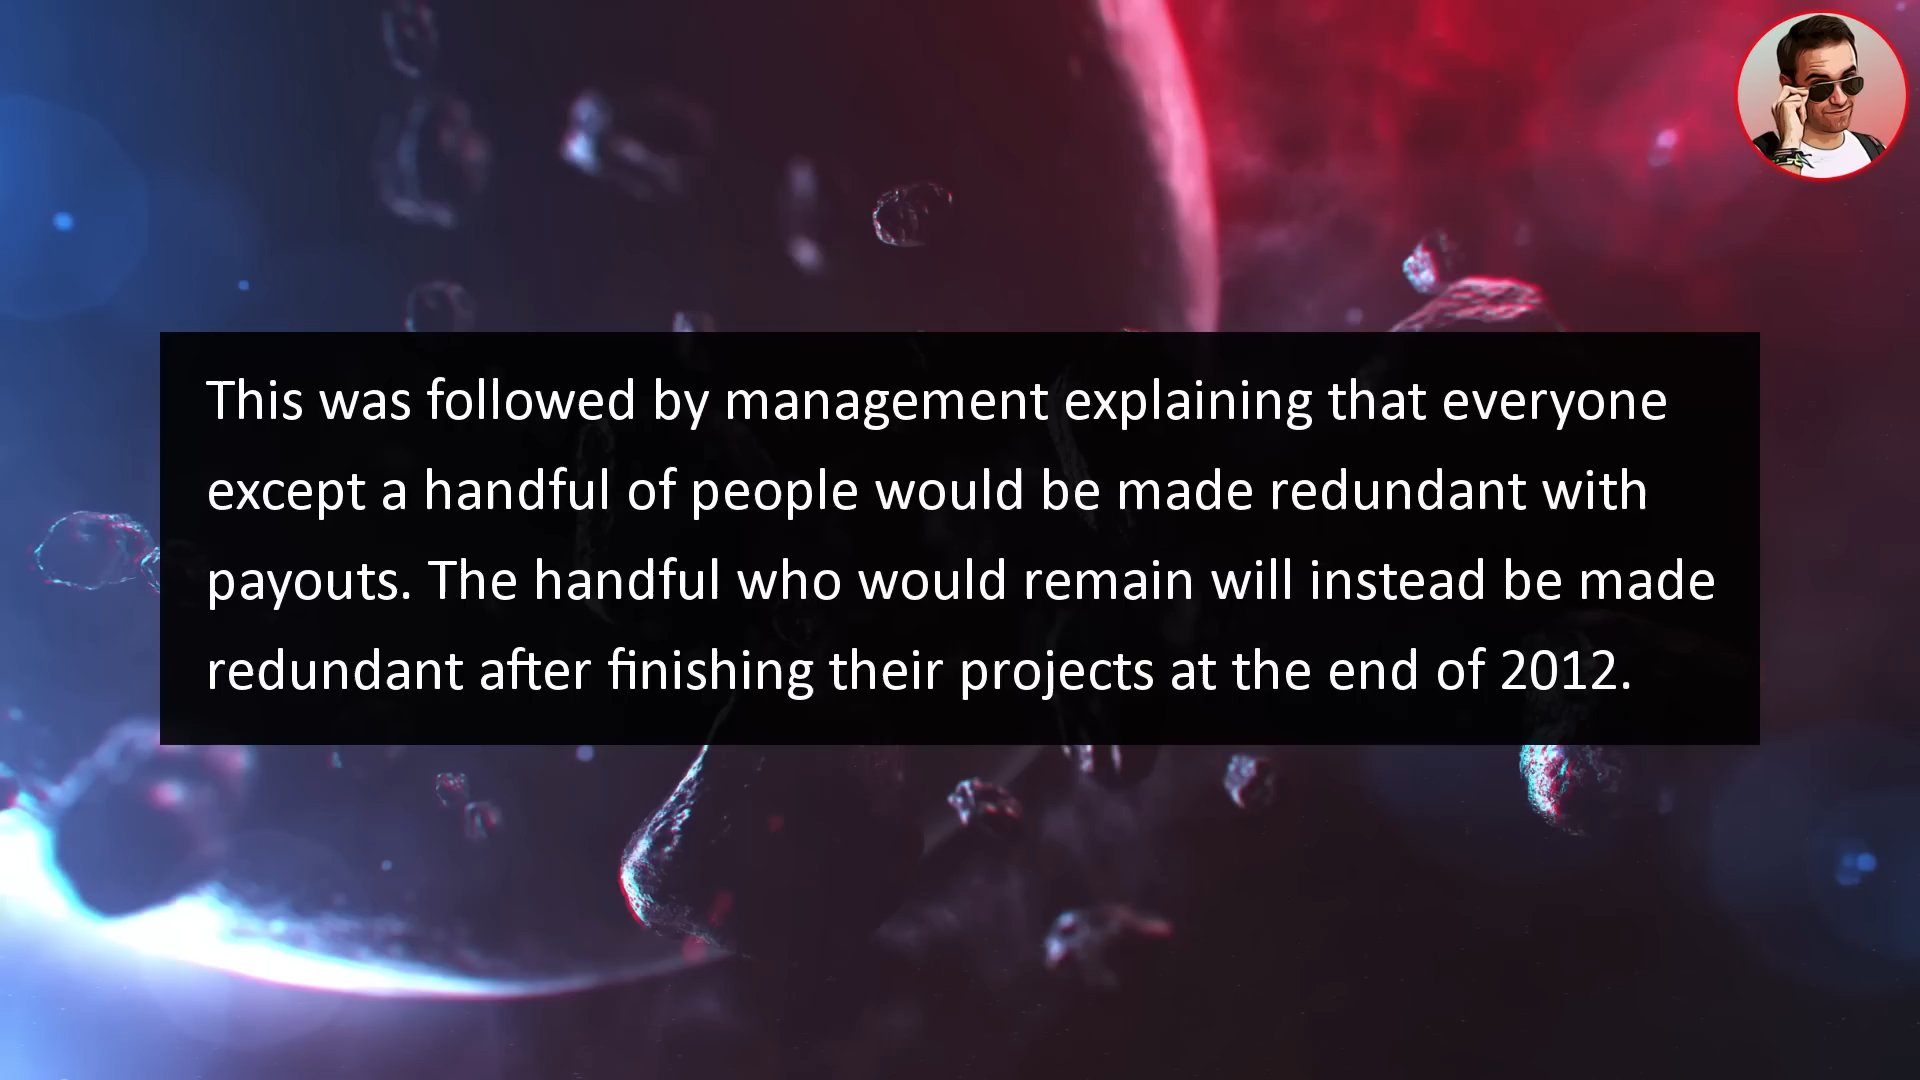 This was followed by management explaining that everyone
except a handful of people would be made redundant with
payouts. The handful who would remain will instead be made
redundant after finishing their projects at the end of 2012.